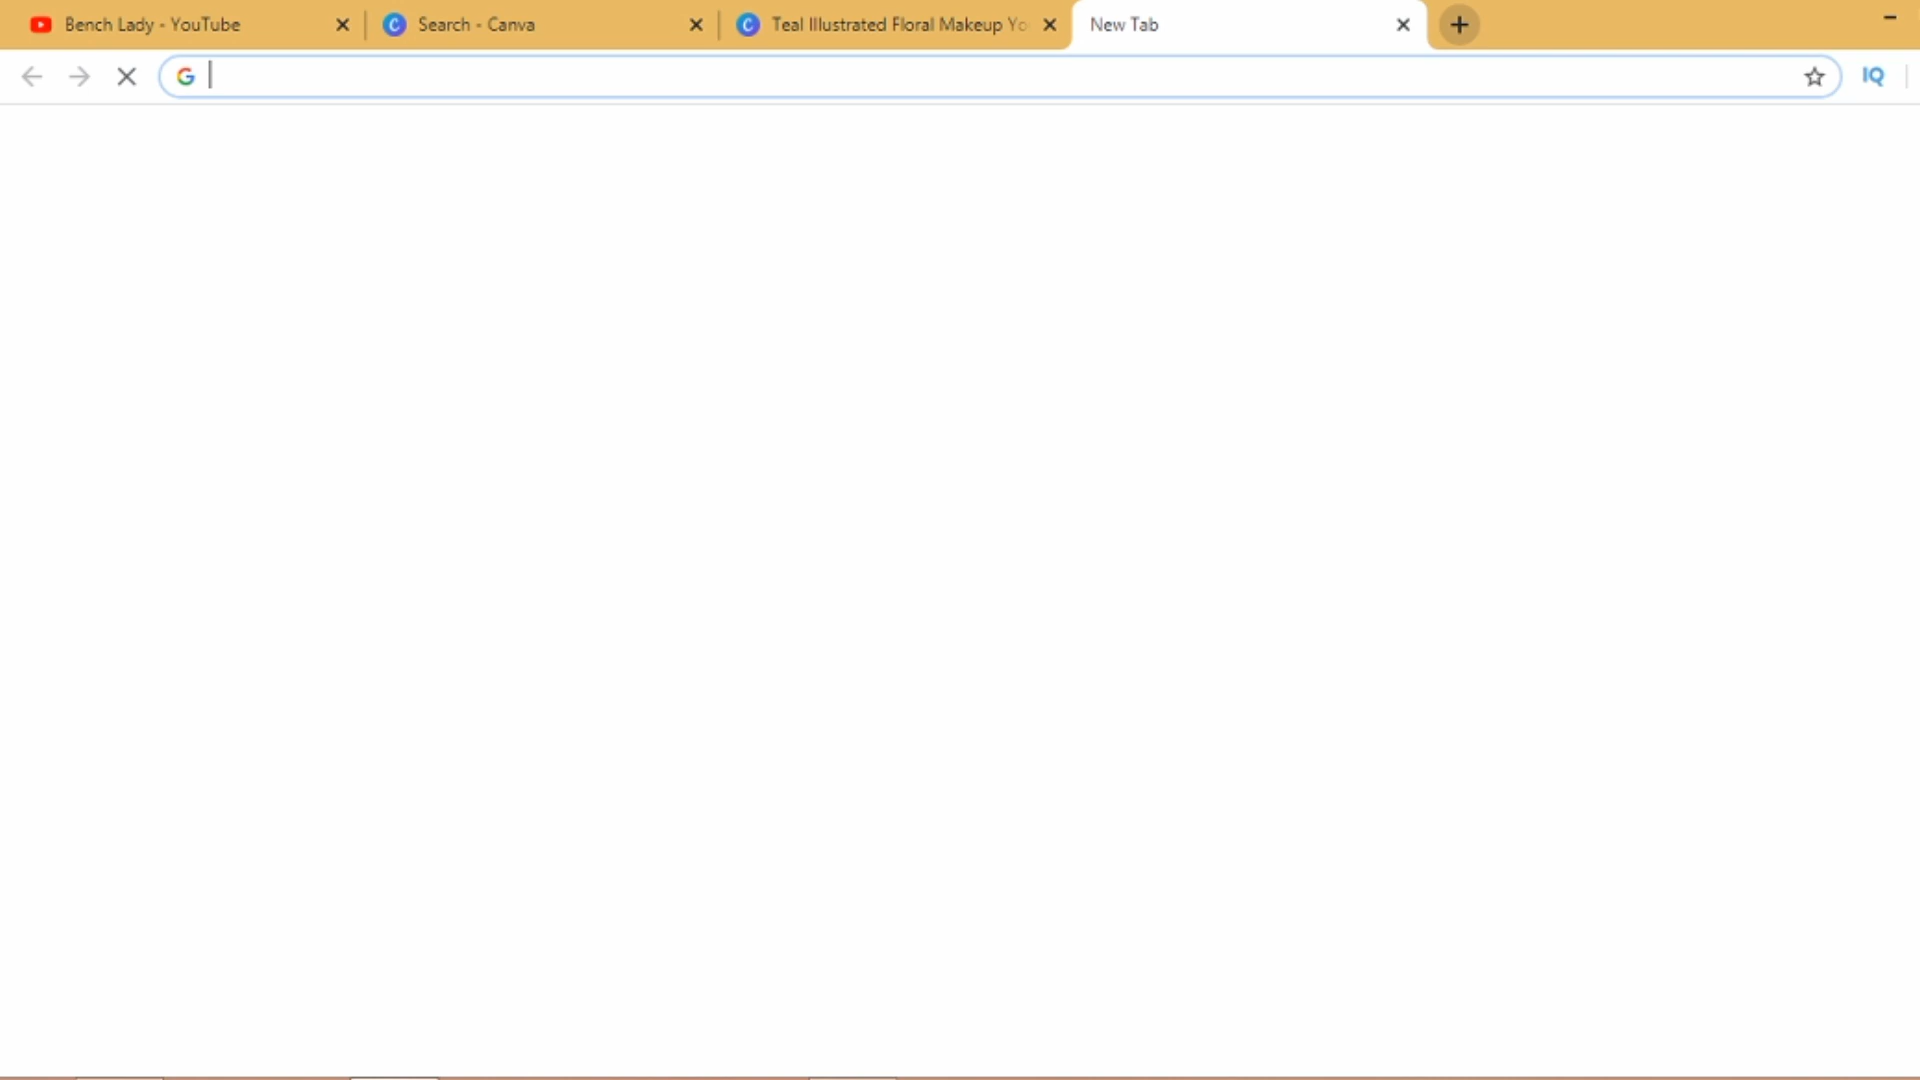 Bench Lady - YouTube
Search - Canva
Teal Illustrated Floral Makeup Yo
New Tab
IQ